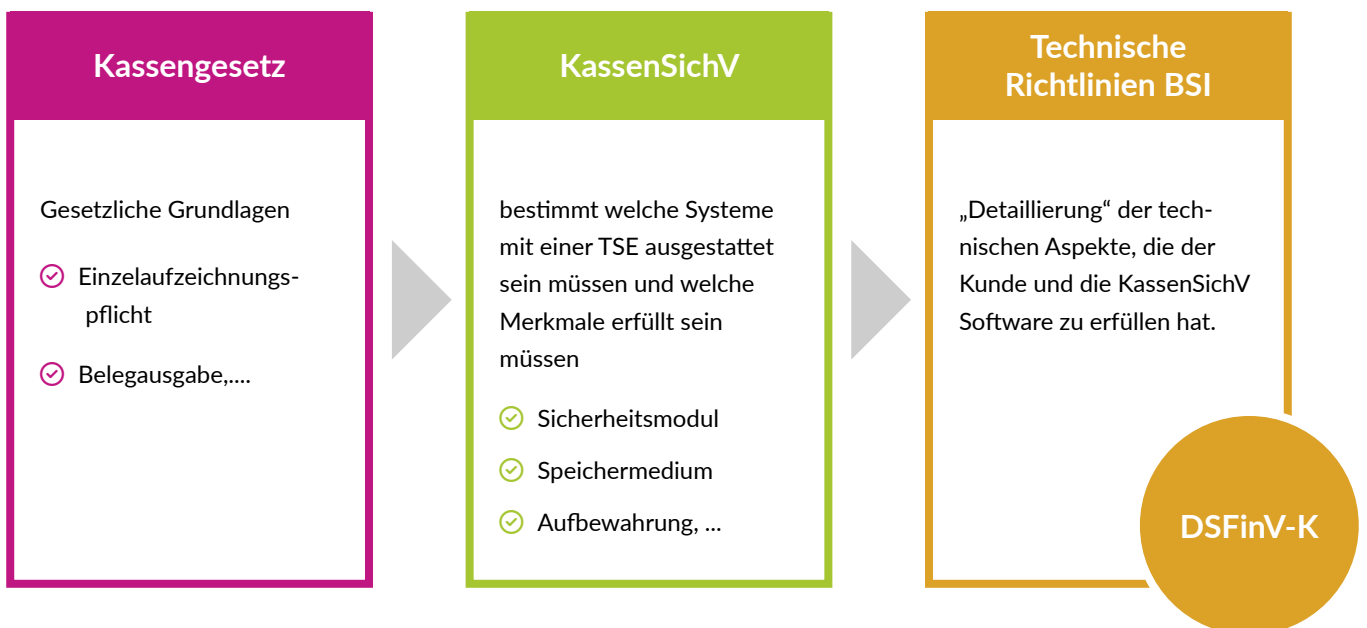 Kassengesetz
Gesetzliche Grundlagen
Einzelaufzeichnungs-
pflicht
Belegausgabe,....
KassenSichV
bestimmt welche Systeme
mit einer TSE ausgestattet
sein müssen und welche
Merkmale erfüllt sein
müssen
Sicherheitsmodul
Speichermedium
Aufbewahrung, ...
Technische
Richtlinien BSI
„Detaillierung“ der tech-
nischen Aspekte, die der
Kunde und die KassenSichV
Software zu erfüllen hat.
DSFinV-K